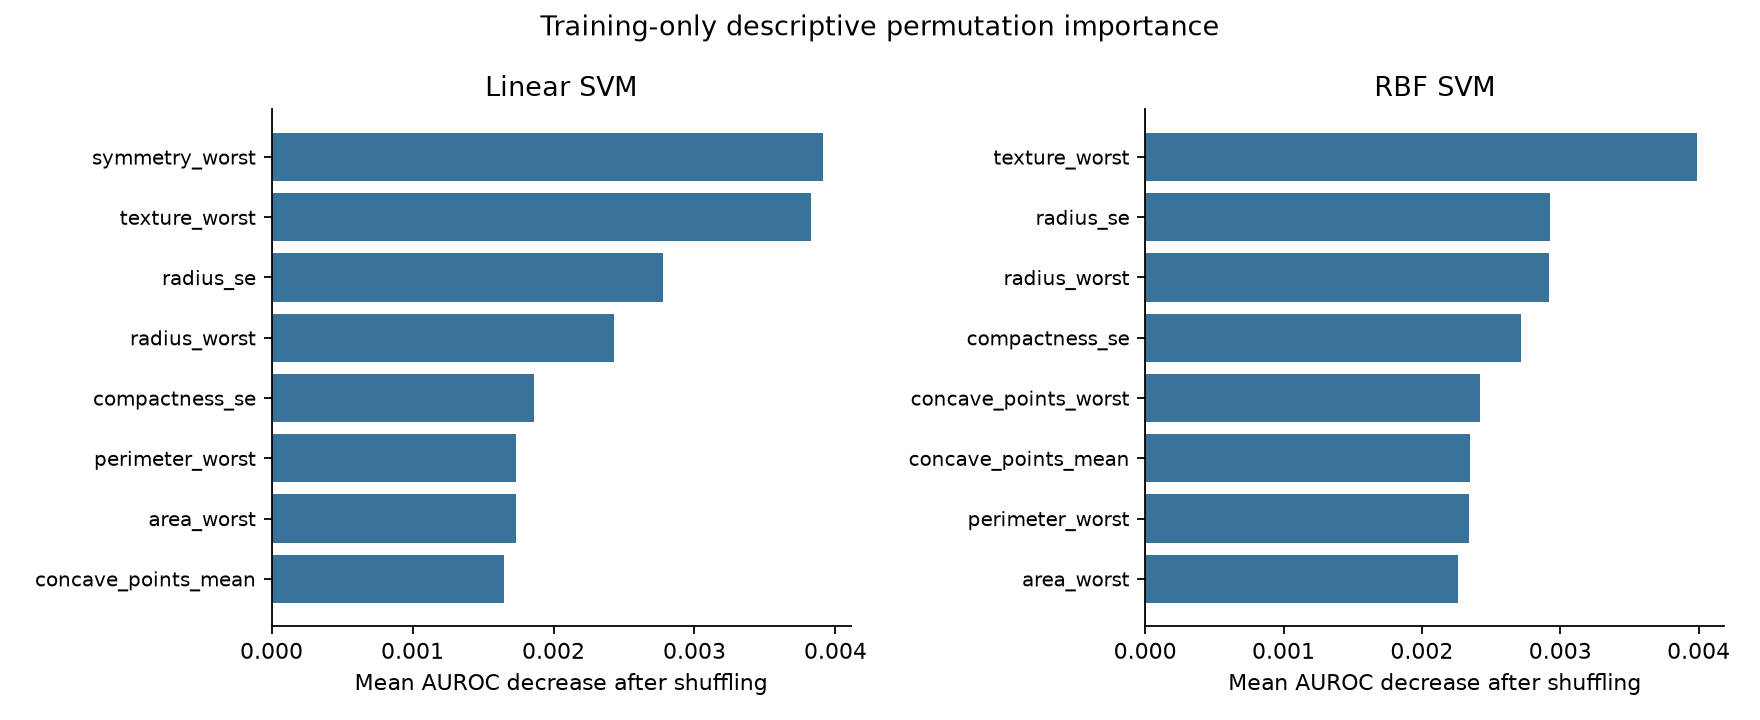 Training-only descriptive permutation importance
Linear SVM
symmetry_worst
texture_worst
radius_se
radius_worst
compactness_se
perimeter_worst
area_worst
concave_points_mean
0.000 0.001 0.002 0.003 0.004
Mean AUROC decrease after shuffling
RBF SVM
texture_worst
radius_se
radius_worst
compactness_se
concave_points_worst
concave_points_mean
perimeter_worst
area_worst
0.000 0.001 0.002 0.003 0.004
Mean AUROC decrease after shuffling